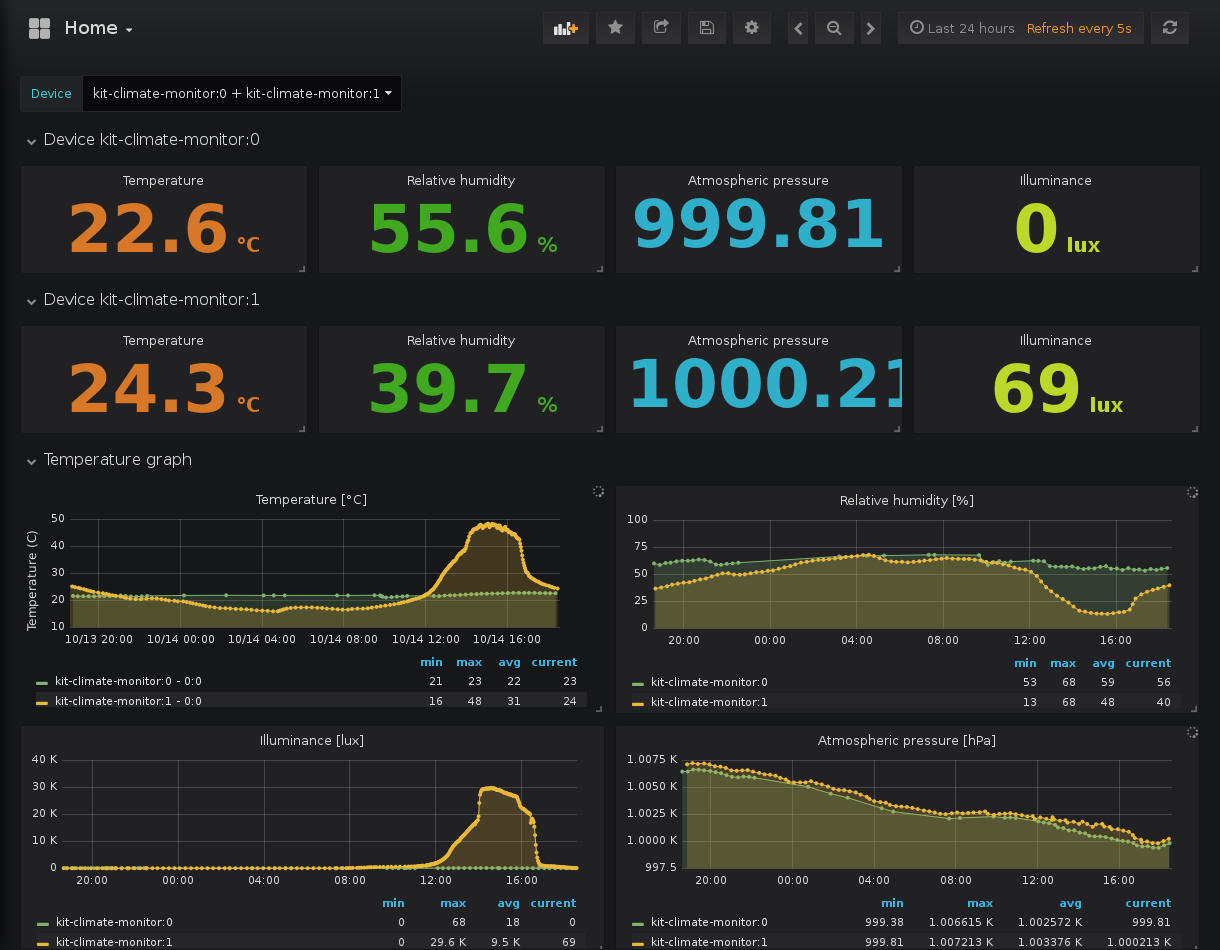 Home
Last 24 hours Refresh every 5s
Device kit-climate-monitor:0 + kit-climate-monitor:1
Device kit-climate-monitor:0
Temperature Relative humidity Atmospheric pressure Illuminance
22.6 °C 55.6 % 999.81 0 lux
Device kit-climate-monitor:1
Temperature Relative humidity Atmospheric pressure Illuminance
24.3 °C 39.7 % 1000.21 69 lux
Temperature graph
Temperature [°C]
Temperature (C)
50
40
30
20
10
10/13 20:00 10/14 00:00 10/14 04:00 10/14 08:00 10/14 12:00 10/14 16:00
min max avg current
kit-climate-monitor:0 - 0:0 21 23 22 23
kit-climate-monitor:1 - 0:0 16 48 31 24
Relative humidity [%]
100
75
50
25
0
20:00 00:00 04:00 08:00 12:00 16:00
min max avg current
kit-climate-monitor:0 53 68 59 56
kit-climate-monitor:1 13 68 48 40
Illuminance [lux]
40 K
30 K
20 K
10 K
0
20:00 00:00 04:00 08:00 12:00 16:00
min max avg current
kit-climate-monitor:0 0 68 18 0
kit-climate-monitor:1 0 29.6 K 9.5 K 69
Atmospheric pressure [hPa]
1.0075 K
1.0050 K
1.0025 K
1.0000 K
997.5
20:00 00:00 04:00 08:00 12:00 16:00
min max avg current
kit-climate-monitor:0 999.38 1.006615 K 1.002572 K 999.81
kit-climate-monitor:1 999.81 1.007213 K 1.003376 K 1.000213 K